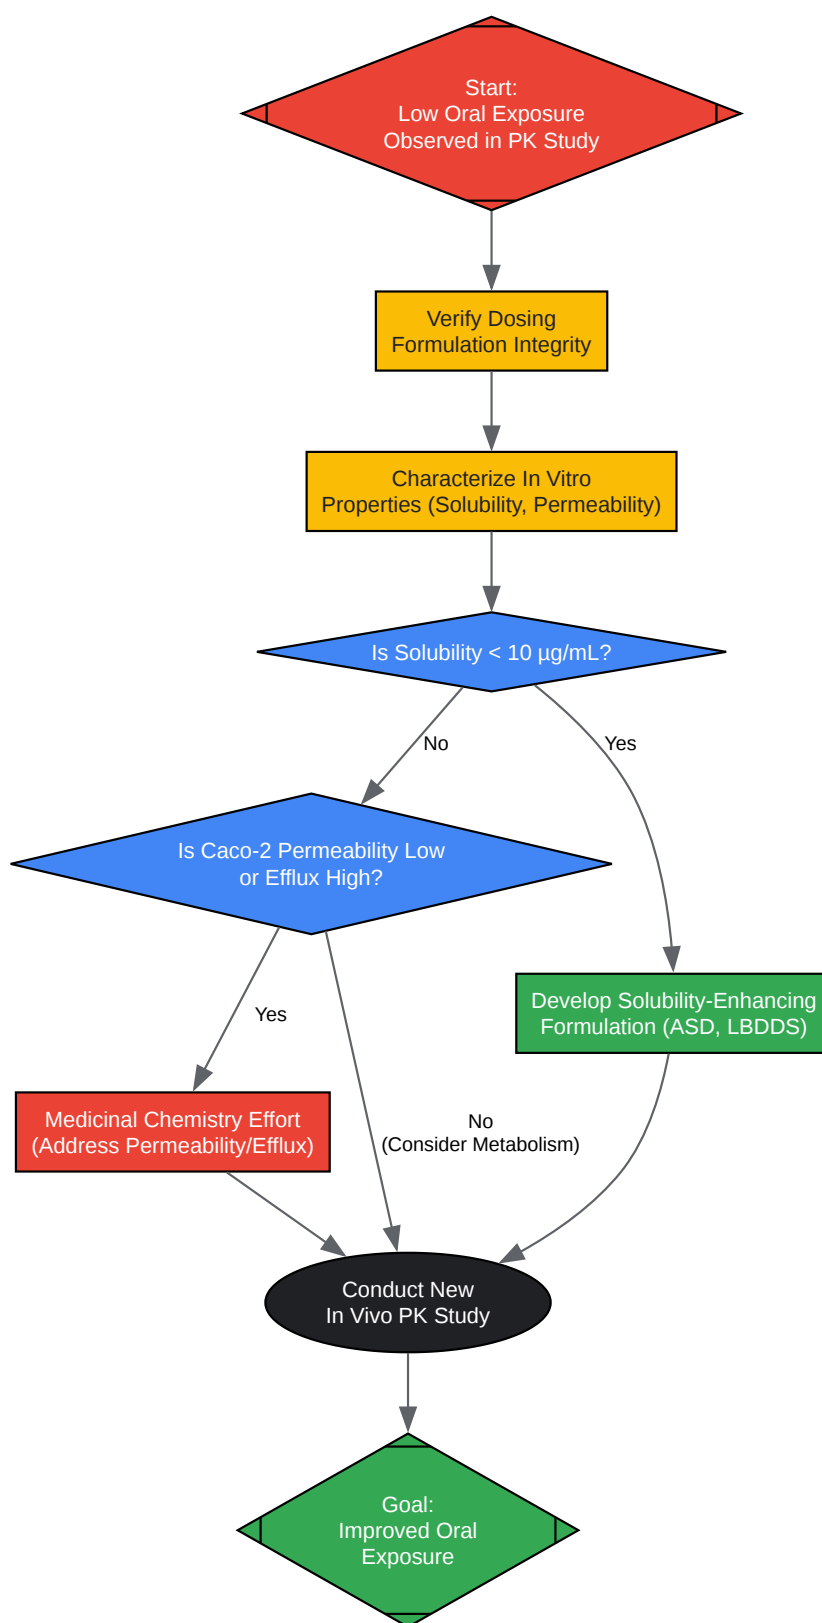 Start:
Low Oral Exposure
Observed in PK Study
Verify Dosing
Formulation Integrity
Characterize In Vitro
Properties (Solubility, Permeability)
Is Solubility < 10 µg/mL?
No
Yes
Is Caco-2 Permeability Low
or Efflux High?
Develop Solubility-Enhancing
Formulation (ASD, LBDDS)
Yes
Medicinal Chemistry Effort
(Address Permeability/Efflux)
No
(Consider Metabolism)
Conduct New
In Vivo PK Study
Goal:
Improved Oral
Exposure